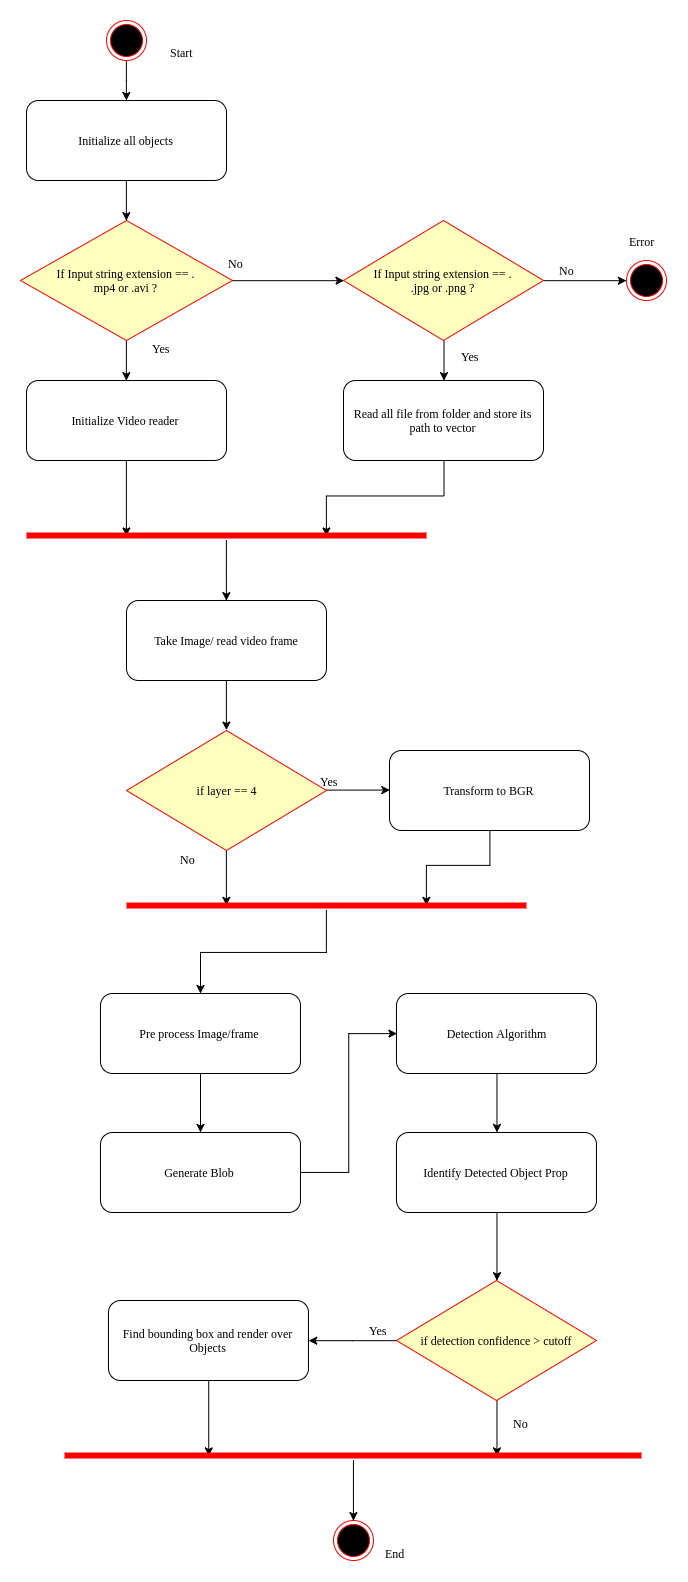 Start
Initialize all objects
Error
If Input string extension == .
mp4 or .avi ?
No
If Input string extension == .
.jpg or .png ?
No
Yes
Yes
Initialize Video reader
Read all file from folder and store its
path to vector
Take Image/ read video frame
if layer == 4
Yes
Transform to BGR
No
Pre process Image/frame
Detection Algorithm
Generate Blob
Identify Detected Object Prop
Find bounding box and render over
Objects
Yes
if detection confidence > cutoff
No
End